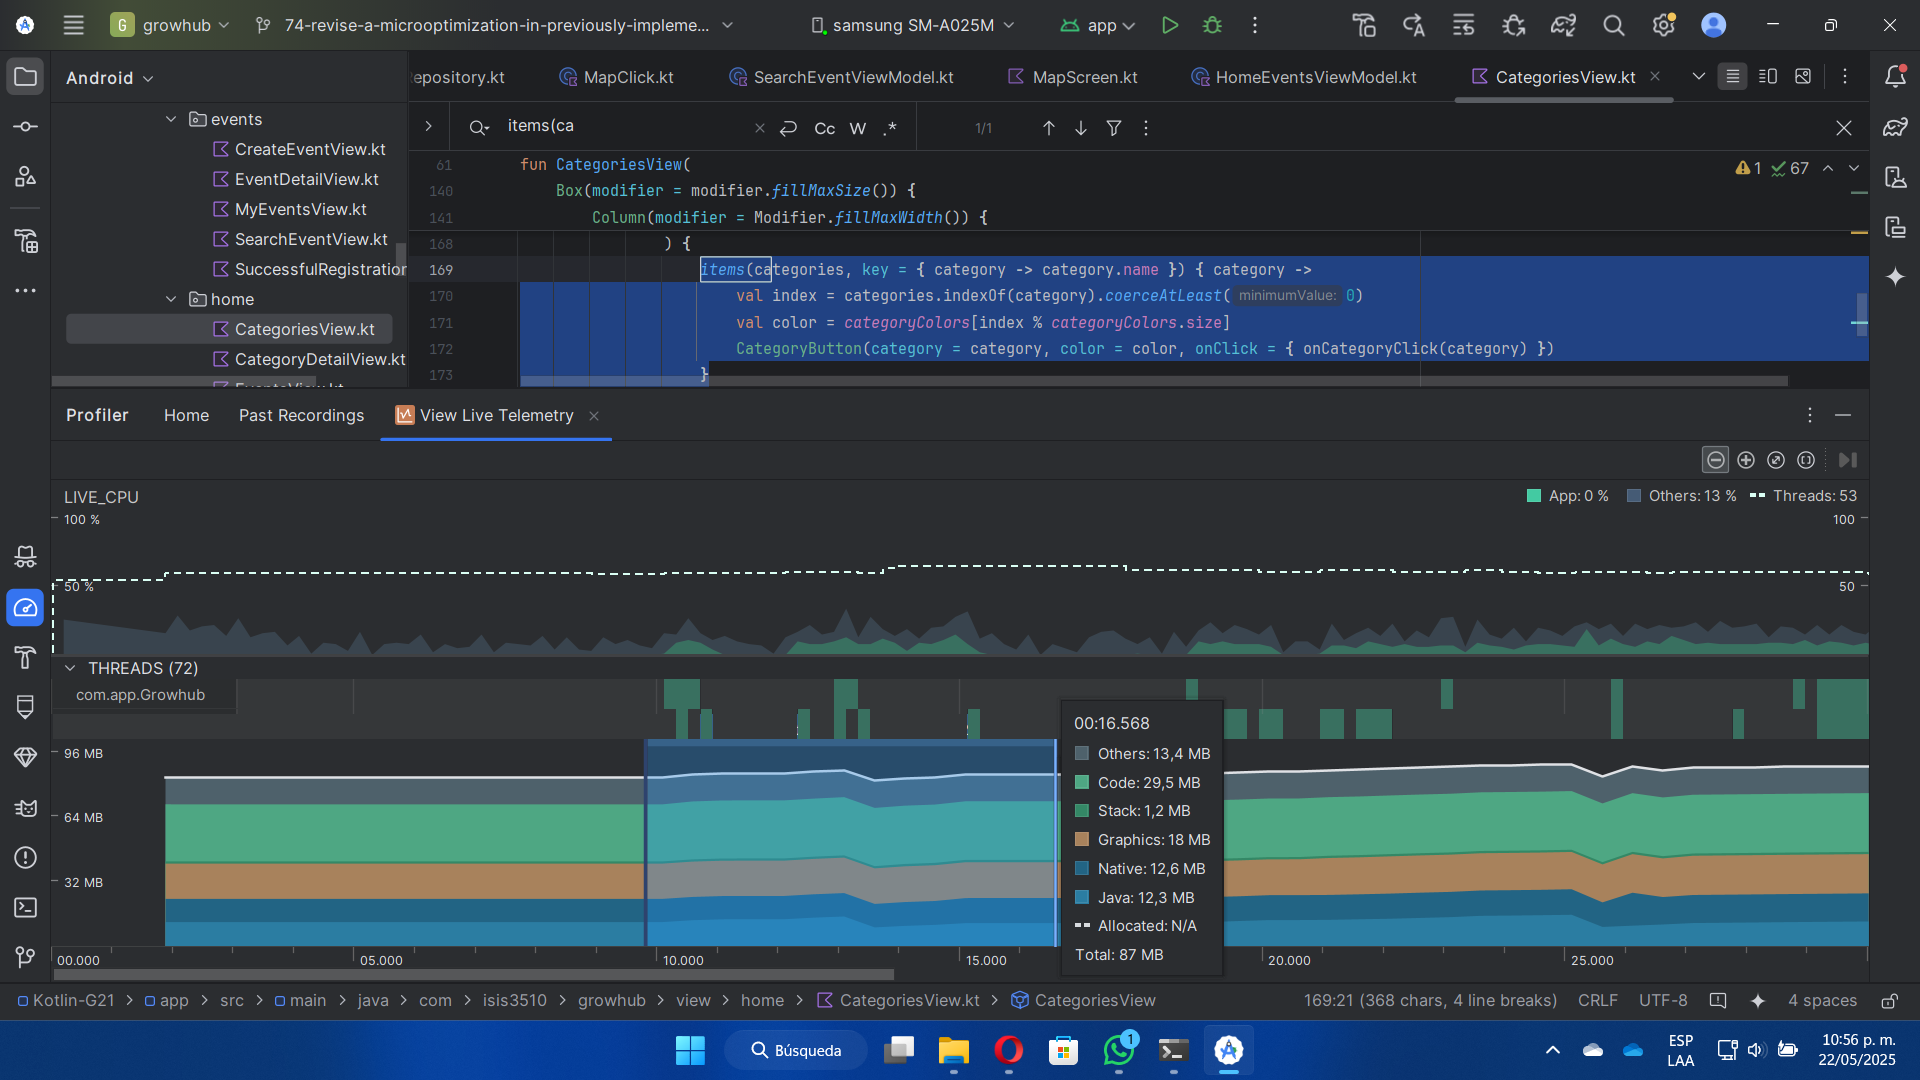 G growhub
74-revise-a-microoptimization-in-previously-impleme...
samsung SM-A025M
app
Android
epository.kt
MapClick.kt
SearchEventViewModel.kt
MapScreen.kt
HomeEventsViewModel.kt
CategoriesView.kt
events
CreateEventView.kt
EventDetailView.kt
MyEventsView.kt
SearchEventView.kt
SuccessfulRegistration
home
CategoriesView.kt
CategoryDetailView.kt
items(ca
Cc W .*
1/1
61 fun CategoriesView(
1 67
140 Box(modifier = modifier.fillMaxSize()) {
141 Column(modifier = Modifier.fillMaxWidth()) {
168 ) {
169 items(categories, key = { category -> category.name }) { category ->
170 val index = categories.indexOf(category).coerceAtLeast( minimumValue: 0)
171 val color = categoryColors[index % categoryColors.size]
172 CategoryButton(category = category, color = color, onClick = { onCategoryClick(category) })
173 }
Profiler Home Past Recordings View Live Telemetry
LIVE_CPU
App: 0 % Others: 13 % Threads: 53
100 % 100
50 % 50
THREADS (72)
com.app.Growhub
96 MB
64 MB
32 MB
00:16.568
Others: 13,4 MB
Code: 29,5 MB
Stack: 1,2 MB
Graphics: 18 MB
Native: 12,6 MB
Java: 12,3 MB
Allocated: N/A
Total: 87 MB
00.000 05.000 10.000 15.000 20.000 25.000
Kotlin-G21 > app > src > main > java > com > isis3510 > growhub > view > home > CategoriesView.kt > CategoriesView
169:21 (368 chars, 4 line breaks) CRLF UTF-8 4 spaces
Búsqueda
1
ESP
LAA
10:56 p. m.
22/05/2025